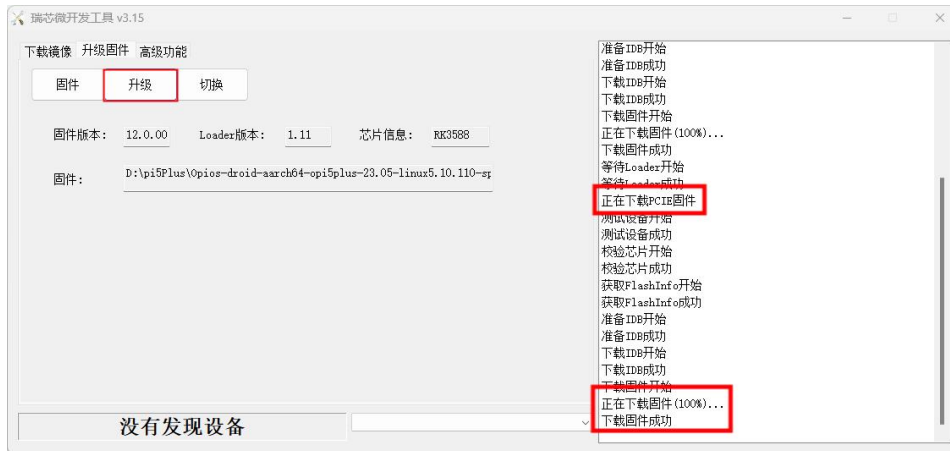 瑞芯微开发工具 v3.15
下载镜像 升级固件 高级功能
固件 升级 切换
固件版本: 12.0.00 Loader版本: 1.11 芯片信息: RK3588
固件: D:\pi5Plus\Opios-droid-aarch64-opi5plus-23.05-linux5.10.110-sp
没有发现设备
准备IDB开始
准备IDB成功
下载IDB开始
下载IDB成功
下载固件开始
正在下载固件(100%)...
下载固件成功
等待Loader开始
等待Loader成功
正在下载PCIE固件
测试设备开始
测试设备成功
校验芯片开始
校验芯片成功
获取FlashInfo开始
获取FlashInfo成功
准备IDB开始
准备IDB成功
下载IDB开始
下载IDB成功
下载固件开始
正在下载固件(100%)...
下载固件成功